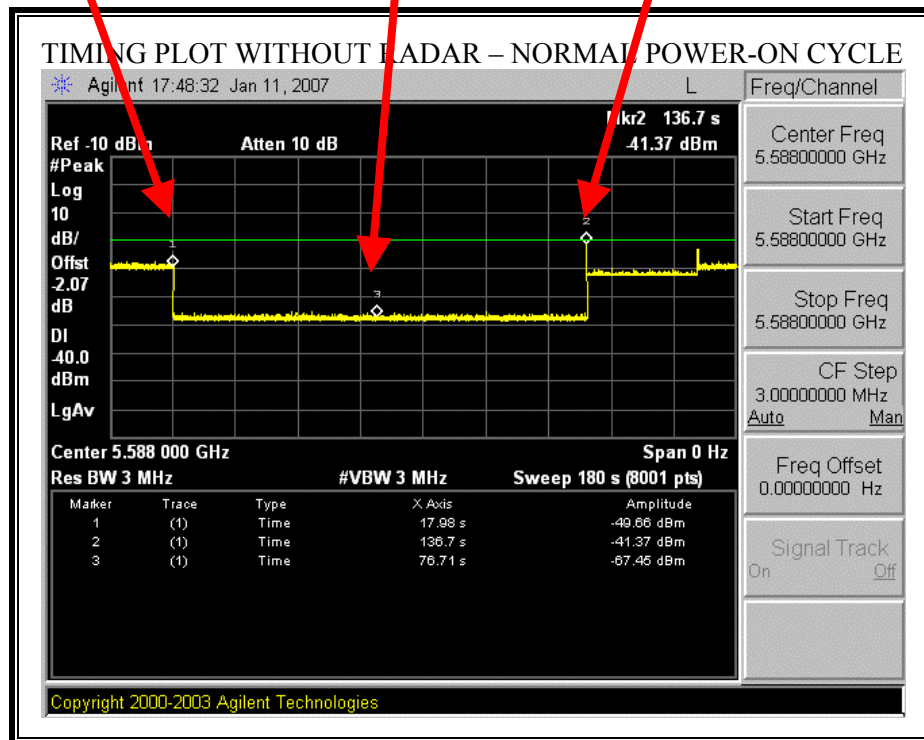 TIMING PLOT WITHOUT RADAR – NORMAL POWER-ON CYCLE
Agilent 17:48:32 Jan 11, 2007 L Freq/Channel
Mkr2 136.7 s
Ref -10 dBm Atten 10 dB -41.37 dBm
#Peak
Log
10
dB/
Offst
-2.07
dB
DI
-40.0
dBm
LgAv
1
2
3
Center 5.588 000 GHz Span 0 Hz
Res BW 3 MHz #VBW 3 MHz Sweep 180 s (8001 pts)
Marker Trace Type X Axis Amplitude
1 (1) Time 17.98 s -49.66 dBm
2 (1) Time 136.7 s -41.37 dBm
3 (1) Time 76.71 s -67.45 dBm
Center Freq
5.58800000 GHz
Start Freq
5.58800000 GHz
Stop Freq
5.58800000 GHz
CF Step
3.00000000 MHz
Auto Man
Freq Offset
0.00000000 Hz
Signal Track
On Off
Copyright 2000-2003 Agilent Technologies